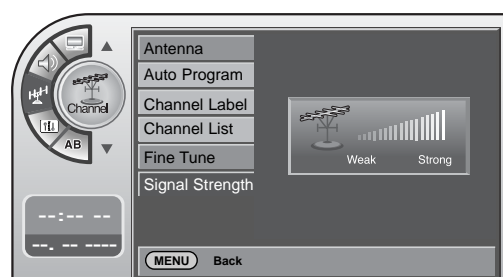 Channel
AB
Antenna
Auto Program
Channel Label
Channel List
Fine Tune
Signal Strength
Weak Strong
--:-- --
--. -- ----
MENU Back